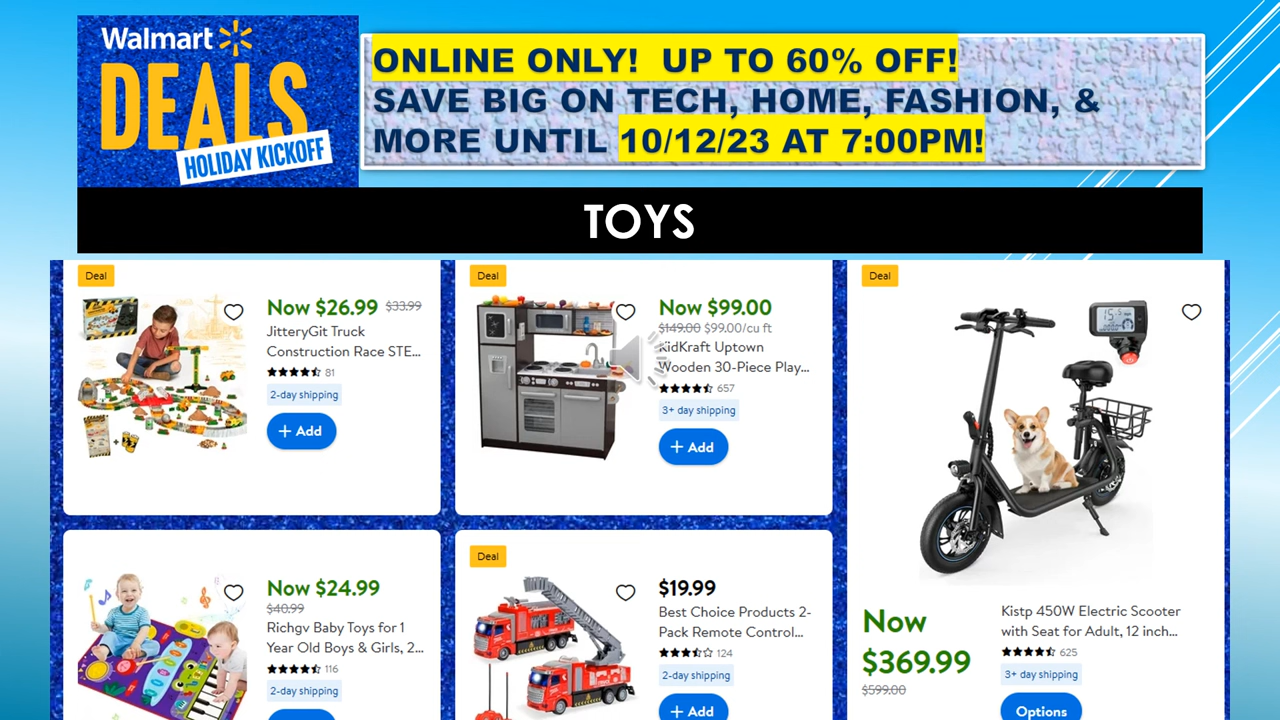 Walmart
DEALS
HOLIDAY KICKOFF
ONLINE ONLY! UP TO 60% OFF!
SAVE BIG ON TECH, HOME, FASHION, &
MORE UNTIL 10/12/23 AT 7:00PM!
TOYS
Deal
Now $26.99 $33.99
JitteryGit Truck
Construction Race STE...
81
2-day shipping
+ Add
Deal
Now $99.00
$149.00 $99.00/cu ft
KidKraft Uptown
Wooden 30-Piece Play...
657
3+ day shipping
+ Add
Deal
Now
$369.99
$599.00
Kistp 450W Electric Scooter
with Seat for Adult, 12 inch...
625
3+ day shipping
Options
Now $24.99
$40.99
Richgv Baby Toys for 1
Year Old Boys & Girls, 2...
116
2-day shipping
Deal
$19.99
Best Choice Products 2-
Pack Remote Control...
124
2-day shipping
+ Add